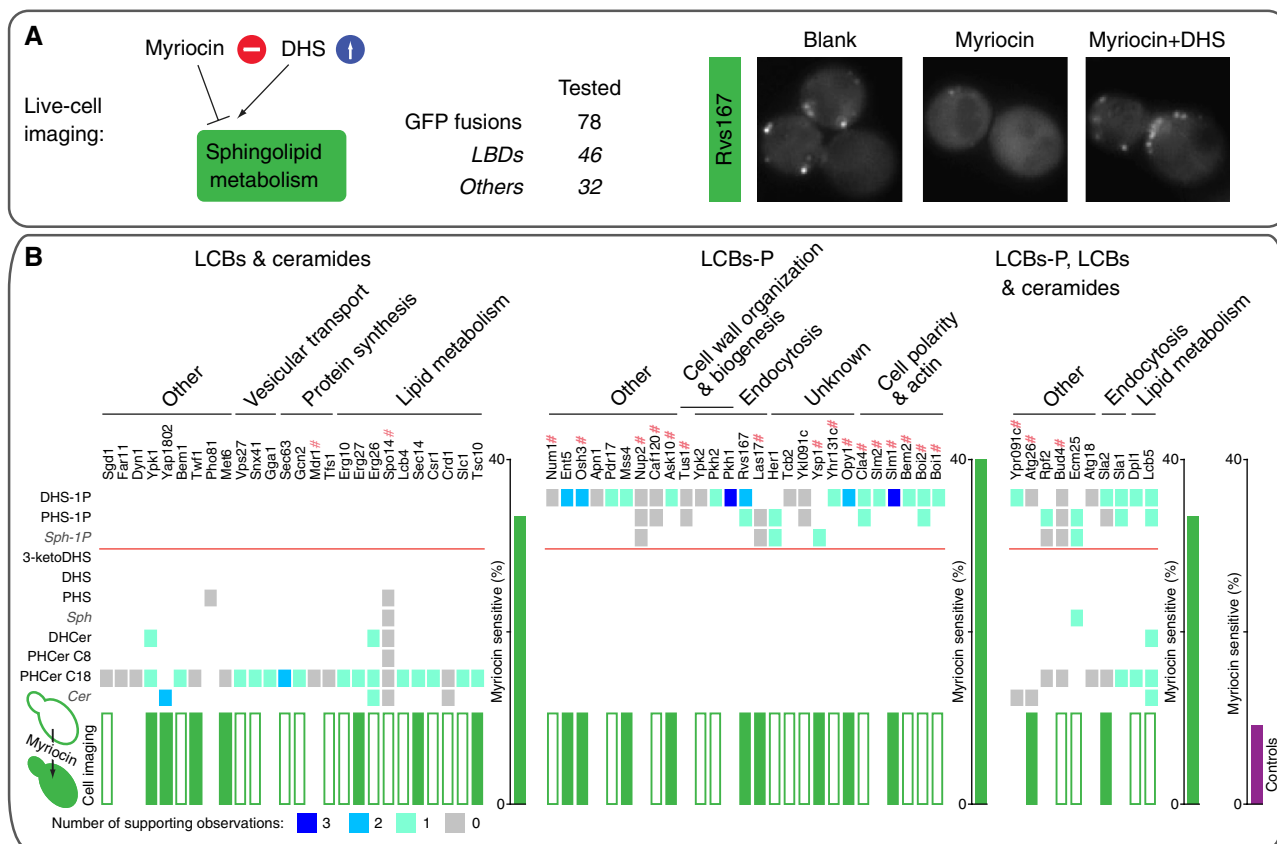 A
Myriocin
DHS
Live-cell
imaging:
Sphingolipid
metabolism
Tested
GFP fusions 78
LBDs 46
Others 32
Rvs167
Blank
Myriocin
Myriocin+DHS
B
LCBs & ceramides
Other
Vesicular transport
Protein synthesis
Lipid metabolism
LCBs-P
Other
Cell wall organization
& biogenesis
Endocytosis
Unknown
Cell polarity
& actin
LCBs-P, LCBs
& ceramides
Other
Endocytosis
Lipid metabolism
Sgd1
Far11
Dyn1
Ypk1
Yap1802
Bem1
Twf1
Pho81
Met6
Vps27
Snx41
Gga1
Sec63
Gcn2
Mdr1#
Tfs1
Erg10
Erg27
Erg26
Spo14#
Lcb4
Sec14
Csr1
Crd1
Slc1
Tsc10
Num1#
Ent5
Osh3#
Apn1
Pdr17
Mss4
Nup2#
Caf120#
Ask10#
Tus1#
Ypk2
Pkh2
Pkh1
Rvs167
Las17#
Her1
Tcb2
Ykl091c
Ysp1#
Yhr131c#
Opy1#
Cla4#
Slm2#
Slm1#
Bem2#
Boi2#
Boi1#
Ypr091c#
Atg26#
Rpf2
Bud4#
Ecm25
Atg18
Sla2
Sla1
Dpl1
Lcb5
DHS-1P
PHS-1P
Sph-1P
3-ketoDHS
DHS
PHS
Sph
DHCer
PHCer C8
PHCer C18
Cer
Myriocin
Cell imaging
40
Myriocin sensitive (%)
0
40
Myriocin sensitive (%)
0
40
Myriocin sensitive (%)
0
40
Myriocin sensitive (%)
0
Controls
Number of supporting observations: 3 2 1 0